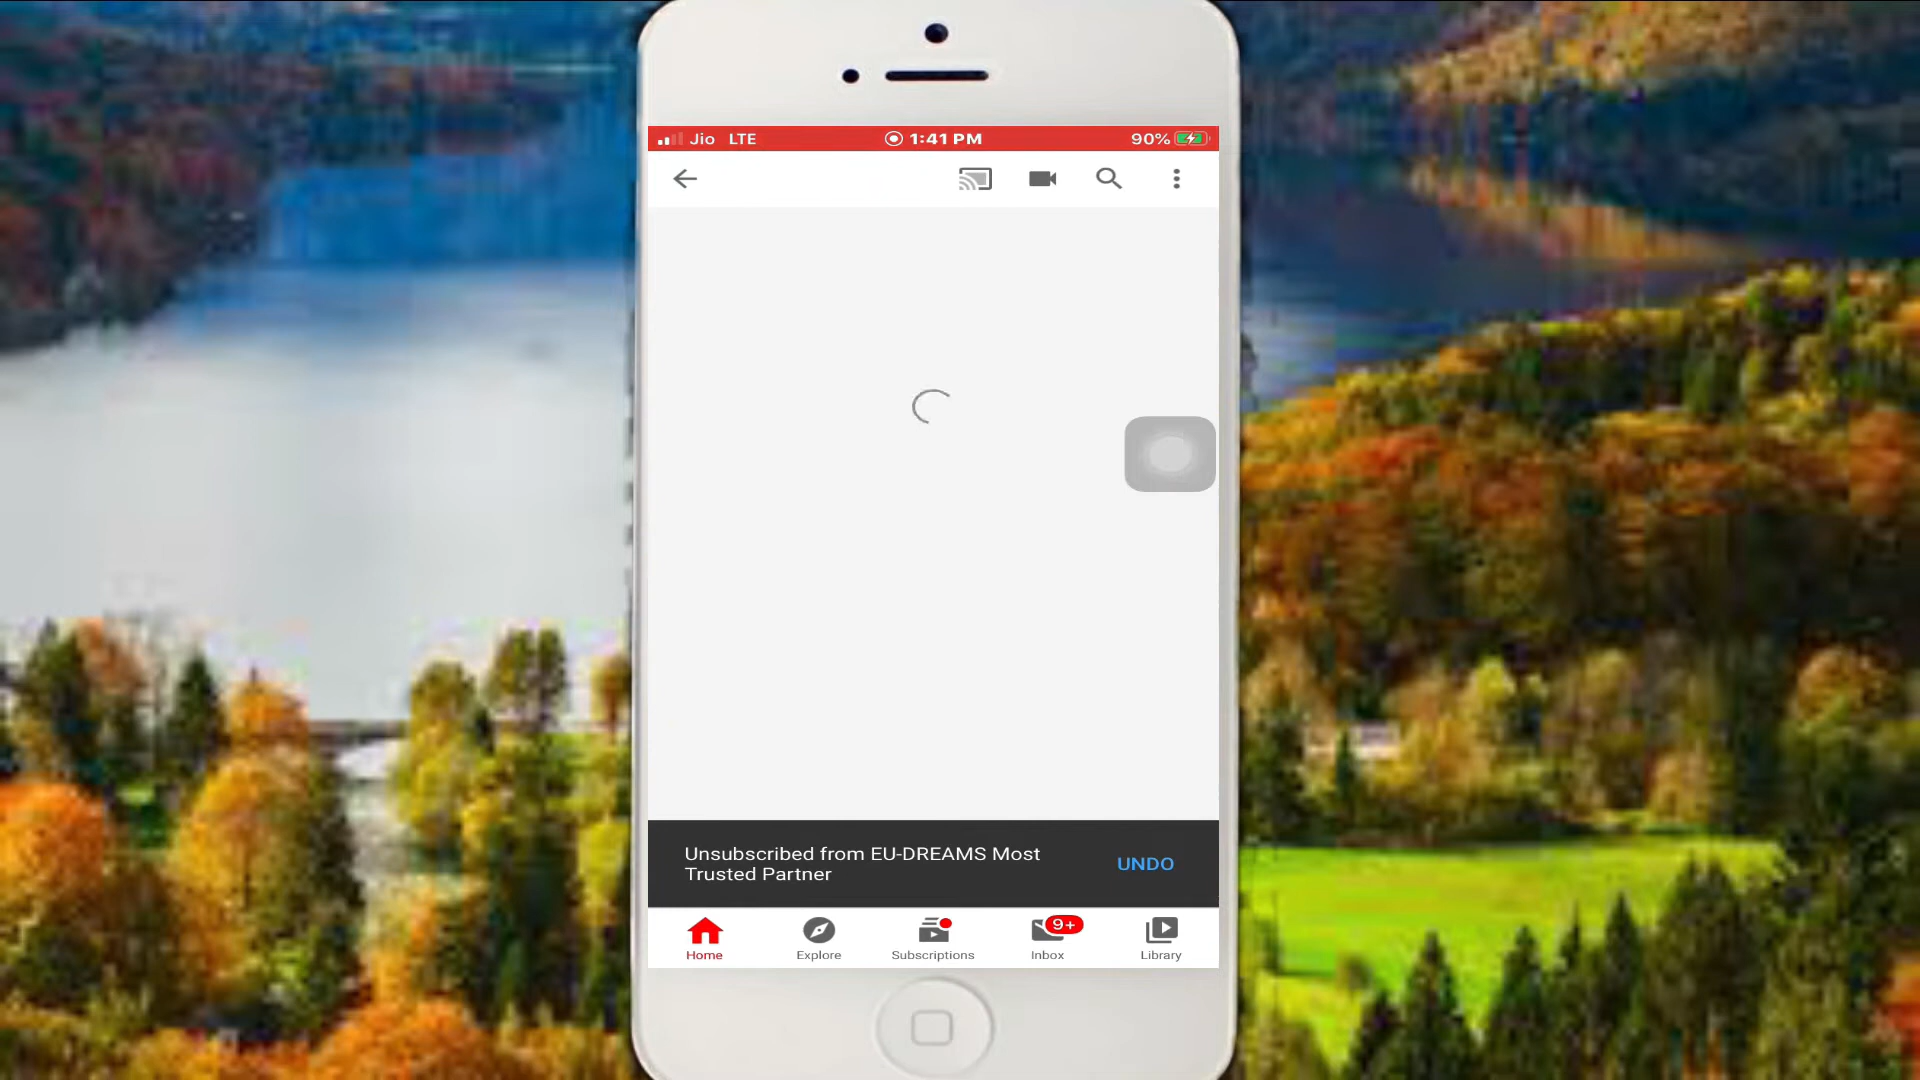 Jio LTE 1:41 PM 90%
Unsubscribed from EU-DREAMS Most
Trusted Partner
UNDO
9+
Home Explore Subscriptions Inbox Library